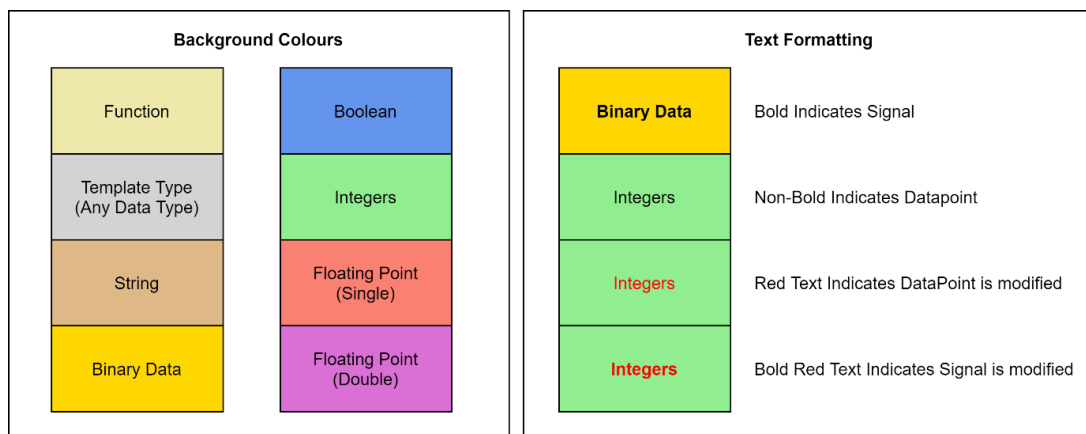 Background Colours
Function
Boolean
Template Type
(Any Data Type)
Integers
String
Floating Point
(Single)
Binary Data
Floating Point
(Double)
Text Formatting
Binary Data
Bold Indicates Signal
Integers
Non-Bold Indicates Datapoint
Integers
Red Text Indicates DataPoint is modified
Integers
Bold Red Text Indicates Signal is modified